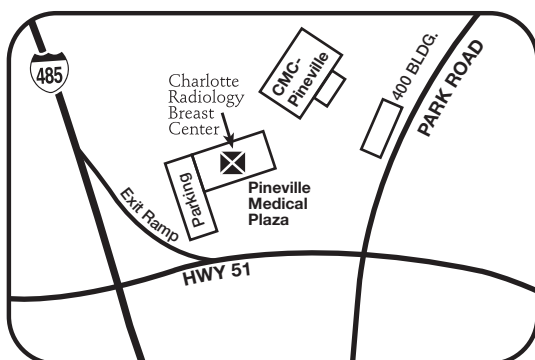 485
Charlotte
Radiology
Breast
Center
CMC-
Pineville
400 BLDG.
PARK ROAD
Parking
Pineville
Medical
Plaza
Exit Ramp
HWY 51